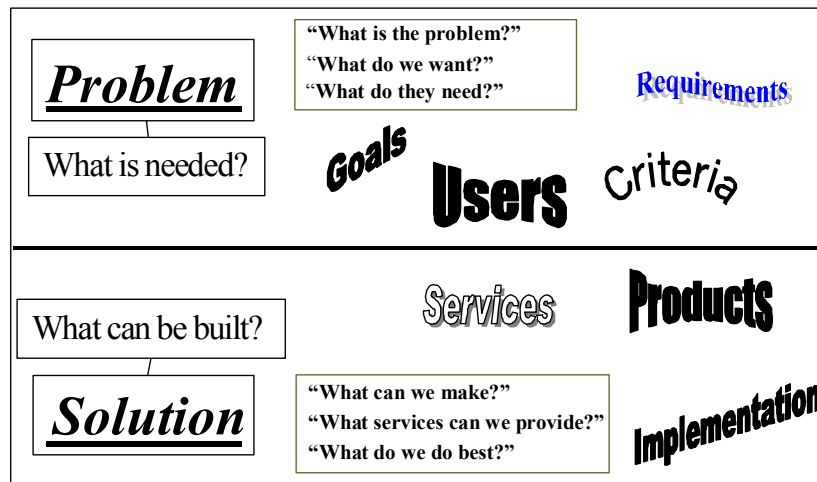 Problem
What is needed?
“What is the problem?”
“What do we want?”
“What do they need?”
Requirements
Goals
Users
Criteria
What can be built?
Solution
Services
Products
“What can we make?”
“What services can we provide?”
“What do we do best?”
Implementation